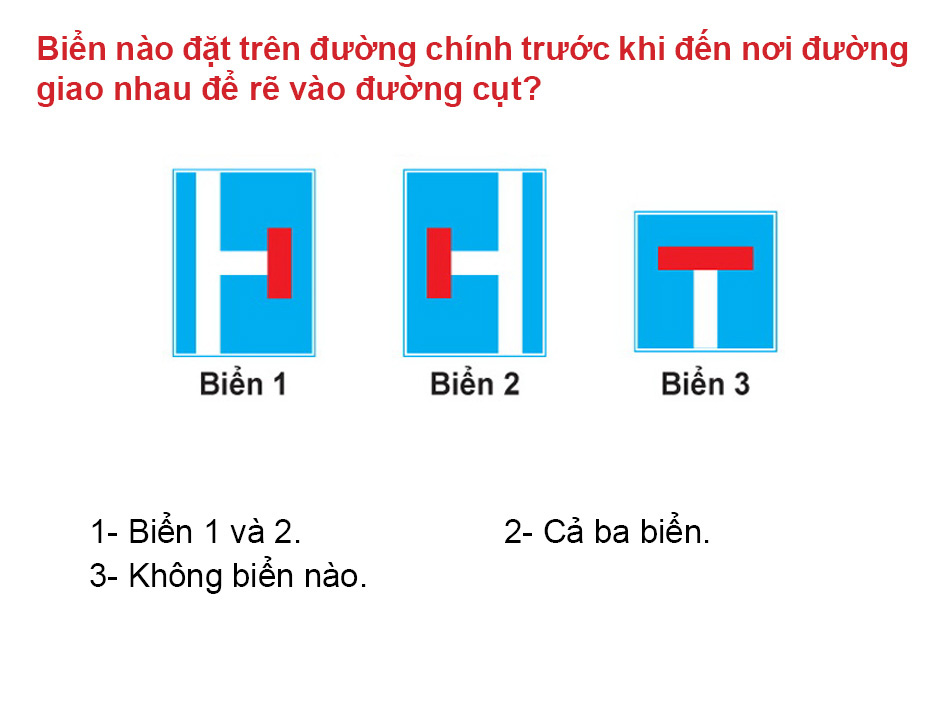 Biển nào đặt trên đường chính trước khi đến nơi đường
giao nhau để rẽ vào đường cụt?
Biển 1 Biển 2 Biển 3
1- Biển 1 và 2. 2- Cả ba biển.
3- Không biển nào.